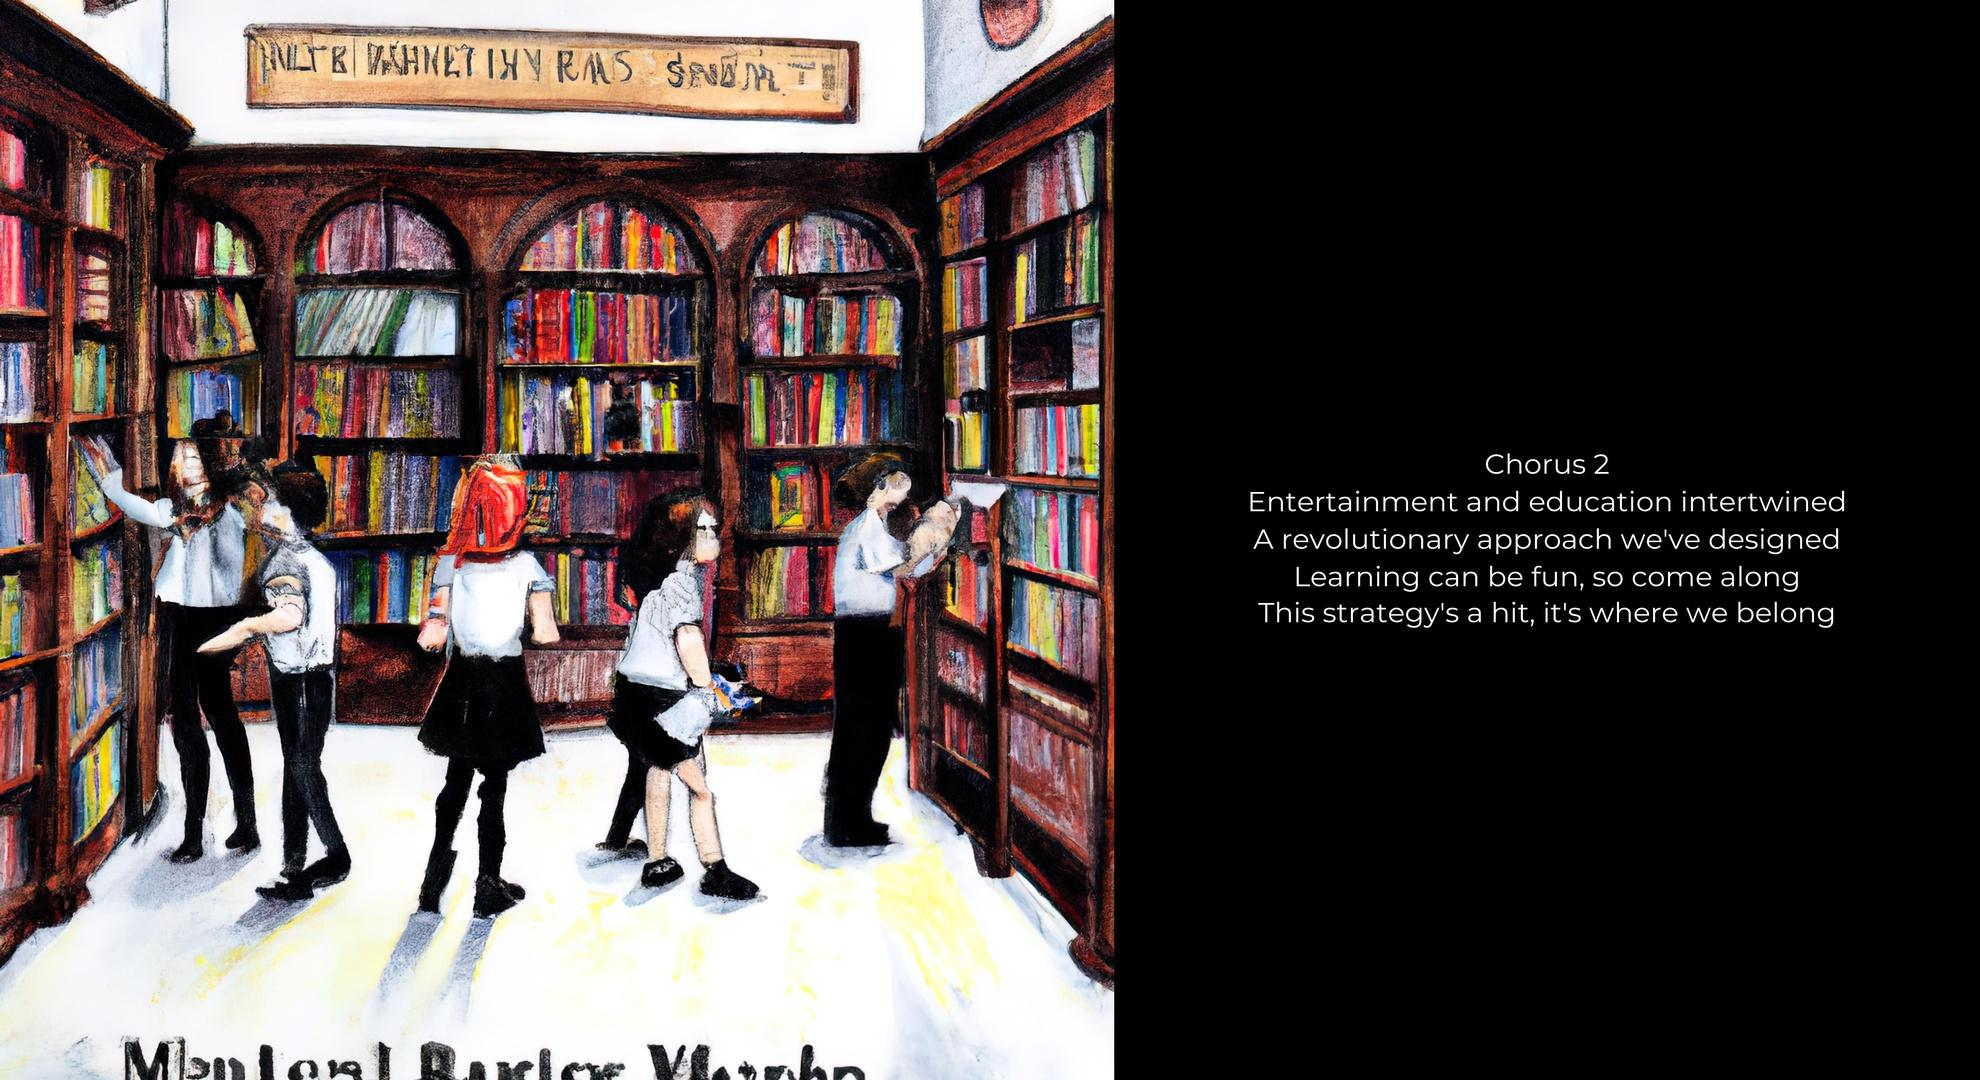 Chorus 2
Entertainment and education intertwined
A revolutionary approach we've designed
Learning can be fun, so come along
This strategy's a hit, it's where we belong